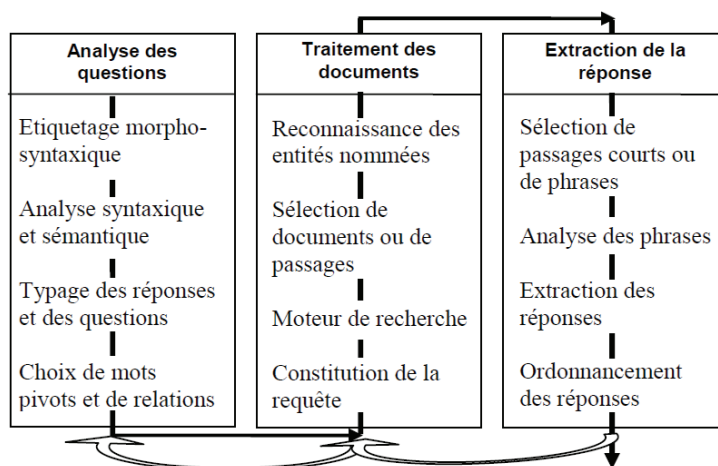 Analyse des
questions
Etiquetage morpho-
syntaxique
Analyse syntaxique
et sémantique
Typage des réponses
et des questions
Choix de mots
pivots et de relations
Traitement des
documents
Reconnaissance des
entités nommées
Sélection de
documents ou de
passages
Moteur de recherche
Constitution de la
requête
Extraction de la
réponse
Sélection de
passages courts ou
de phrases
Analyse des phrases
Extraction des
réponses
Ordonnancement
des réponses